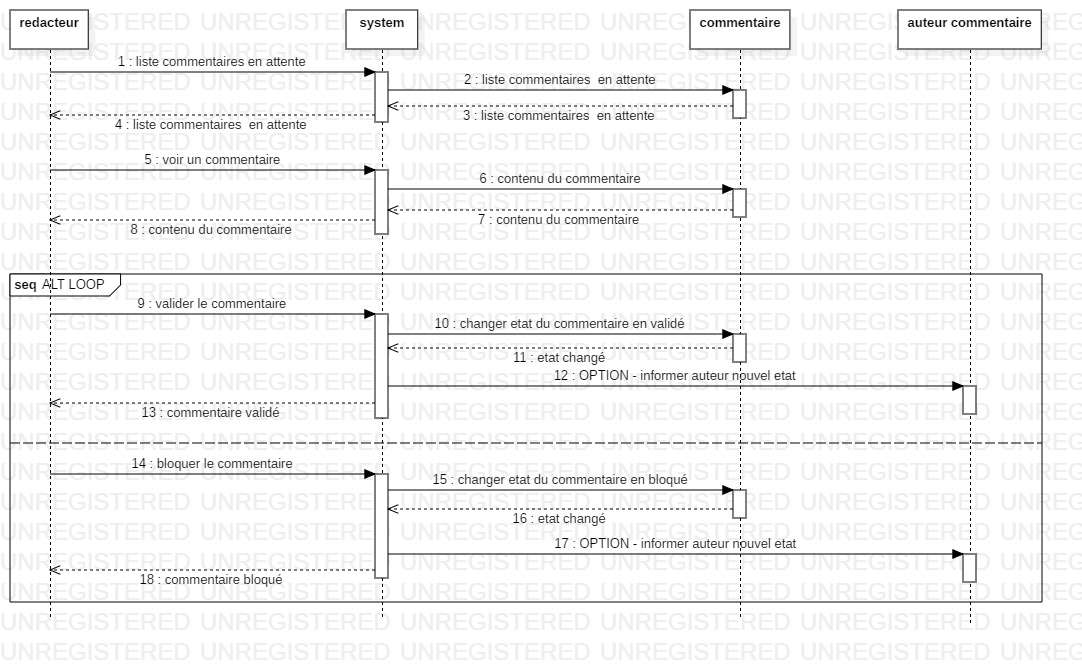 redacteur
system
commentaire
auteur commentaire
1 : liste commentaires en attente
2 : liste commentaires  en attente
3 : liste commentaires  en attente
4 : liste commentaires  en attente
5 : voir un commentaire
6 : contenu du commentaire
7 : contenu du commentaire
8 : contenu du commentaire
seq ALT LOOP
9 : valider le commentaire
10 : changer etat du commentaire en validé
11 : etat changé
12 : OPTION - informer auteur nouvel etat
13 : commentaire validé
14 : bloquer le commentaire
15 : changer etat du commentaire en bloqué
16 : etat changé
17 : OPTION - informer auteur nouvel etat
18 : commentaire bloqué
UNREGISTERED UNREGISTERED UNREGISTERED UNREGISTERED UNREGISTERED